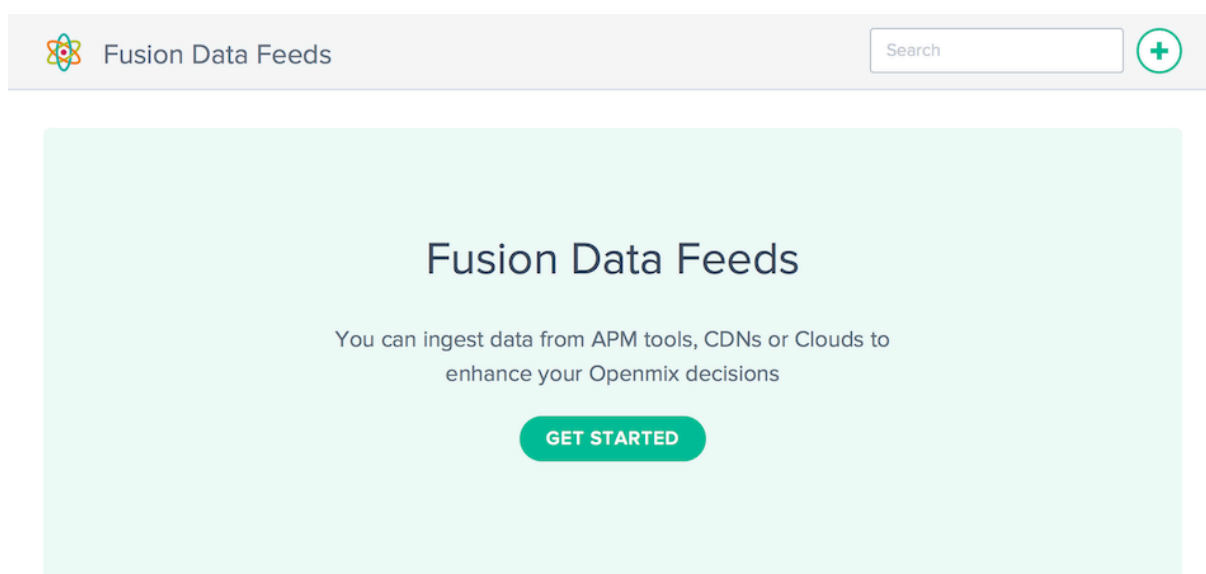 Fusion Data Feeds
Search
Fusion Data Feeds
You can ingest data from APM tools, CDNs or Clouds to
enhance your Openmix decisions
GET STARTED